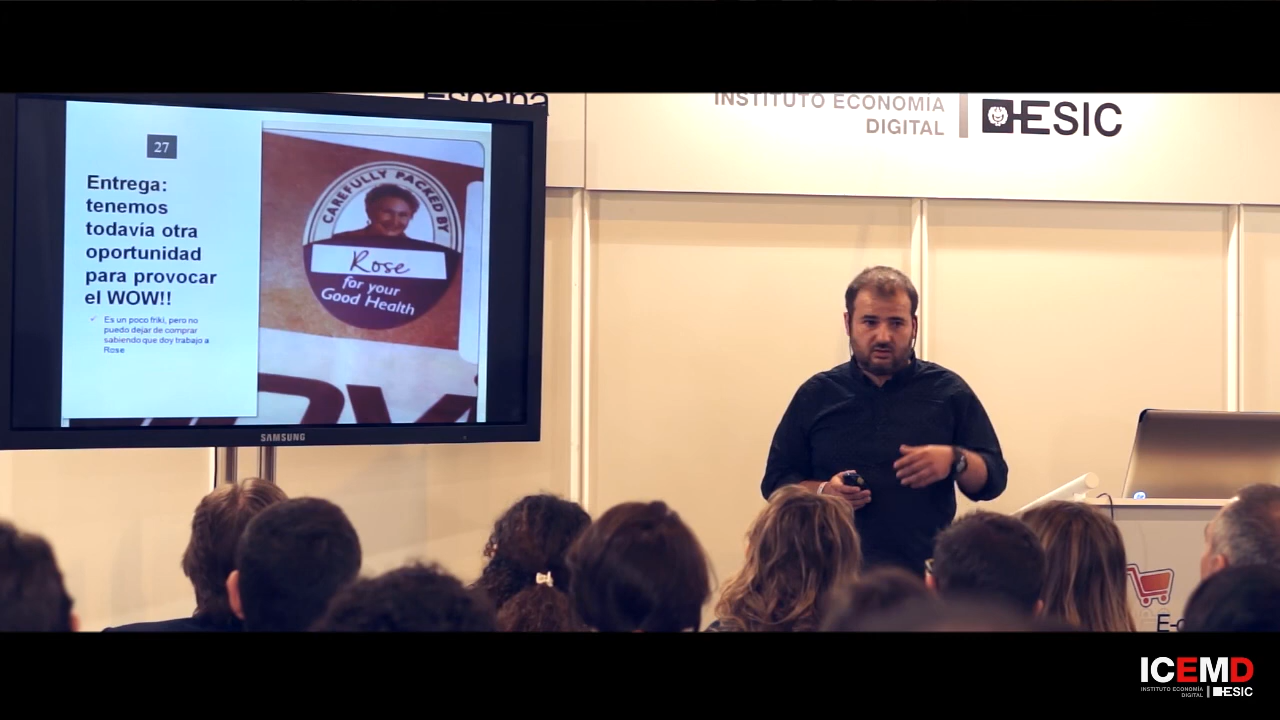 España
INSTITUTO ECONOMÍA
DIGITAL
ESIC
27
Entrega:
tenemos
todavía otra
oportunidad
para provocar
el WOW!!
Es un poco friki, pero no
puedo dejar de comprar
sabiendo que doy trabajo a
Rose
CAREFULLY PACKED BY
Rose
for your
Good Health
SAMSUNG
ICEMD
INSTITUTO ECONOMÍA
DIGITAL
ESIC